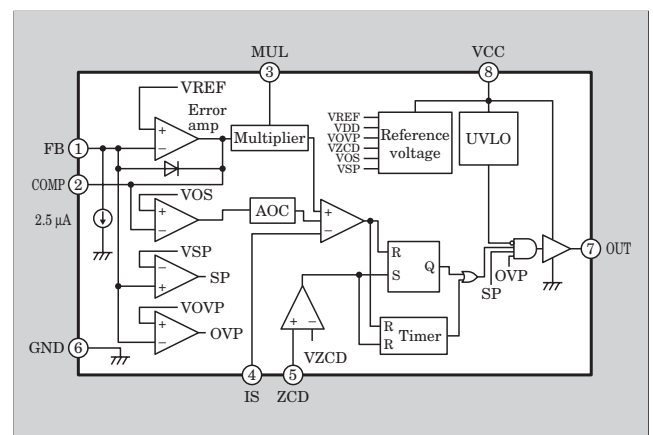 MUL
VCC
3
8
VREF
Error
amp
FB 1
Multiplier
VREF
VDD
VOVP
VZCD
VOS
VSP
Reference
voltage
UVLO
COMP 2
VOS
AOC
2.5 µA
+
−
+
−
+
−
R
S
Q
7 OUT
VSP
−
+
SP
OVP
SP
VOVP
+
−
OVP
+ −
VZCD
R
R
Timer
GND 6
4
5
IS
ZCD